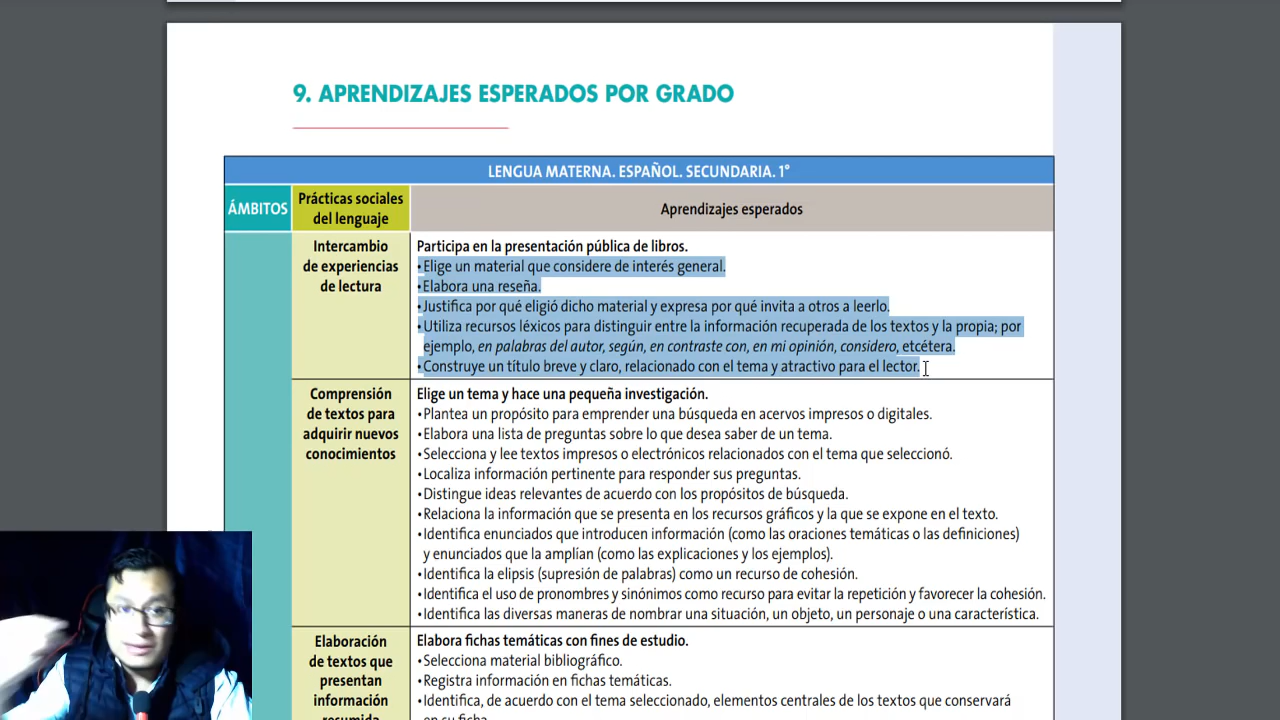 9. APRENDIZAJES ESPERADOS POR GRADO
LENGUA MATERNA. ESPAÑOL. SECUNDARIA. 1°
ÁMBITOS
Prácticas sociales
del lenguaje
Aprendizajes esperados
Intercambio
de experiencias
de lectura
Participa en la presentación pública de libros.
•Elige un material que considere de interés general.
•Elabora una reseña.
•Justifica por qué eligió dicho material y expresa por qué invita a otros a leerlo.
•Utiliza recursos léxicos para distinguir entre la información recuperada de los textos y la propia; por
ejemplo, en palabras del autor, según, en contraste con, en mi opinión, considero, etcétera.
•Construye un título breve y claro, relacionado con el tema y atractivo para el lector.
Comprensión
de textos para
adquirir nuevos
conocimientos
Elige un tema y hace una pequeña investigación.
•Plantea un propósito para emprender una búsqueda en acervos impresos o digitales.
•Elabora una lista de preguntas sobre lo que desea saber de un tema.
•Selecciona y lee textos impresos o electrónicos relacionados con el tema que seleccionó.
•Localiza información pertinente para responder sus preguntas.
•Distingue ideas relevantes de acuerdo con los propósitos de búsqueda.
•Relaciona la información que se presenta en los recursos gráficos y la que se expone en el texto.
•Identifica enunciados que introducen información (como las oraciones temáticas o las definiciones)
y enunciados que la amplían (como las explicaciones y los ejemplos).
•Identifica la elipsis (supresión de palabras) como un recurso de cohesión.
•Identifica el uso de pronombres y sinónimos como recurso para evitar la repetición y favorecer la cohesión.
•Identifica las diversas maneras de nombrar una situación, un objeto, un personaje o una característica.
Elaboración
de textos que
presentan
información
resumida
Elabora fichas temáticas con fines de estudio.
•Selecciona material bibliográfico.
•Registra información en fichas temáticas.
•Identifica, de acuerdo con el tema seleccionado, elementos centrales de los textos que conservará
en su ficha.